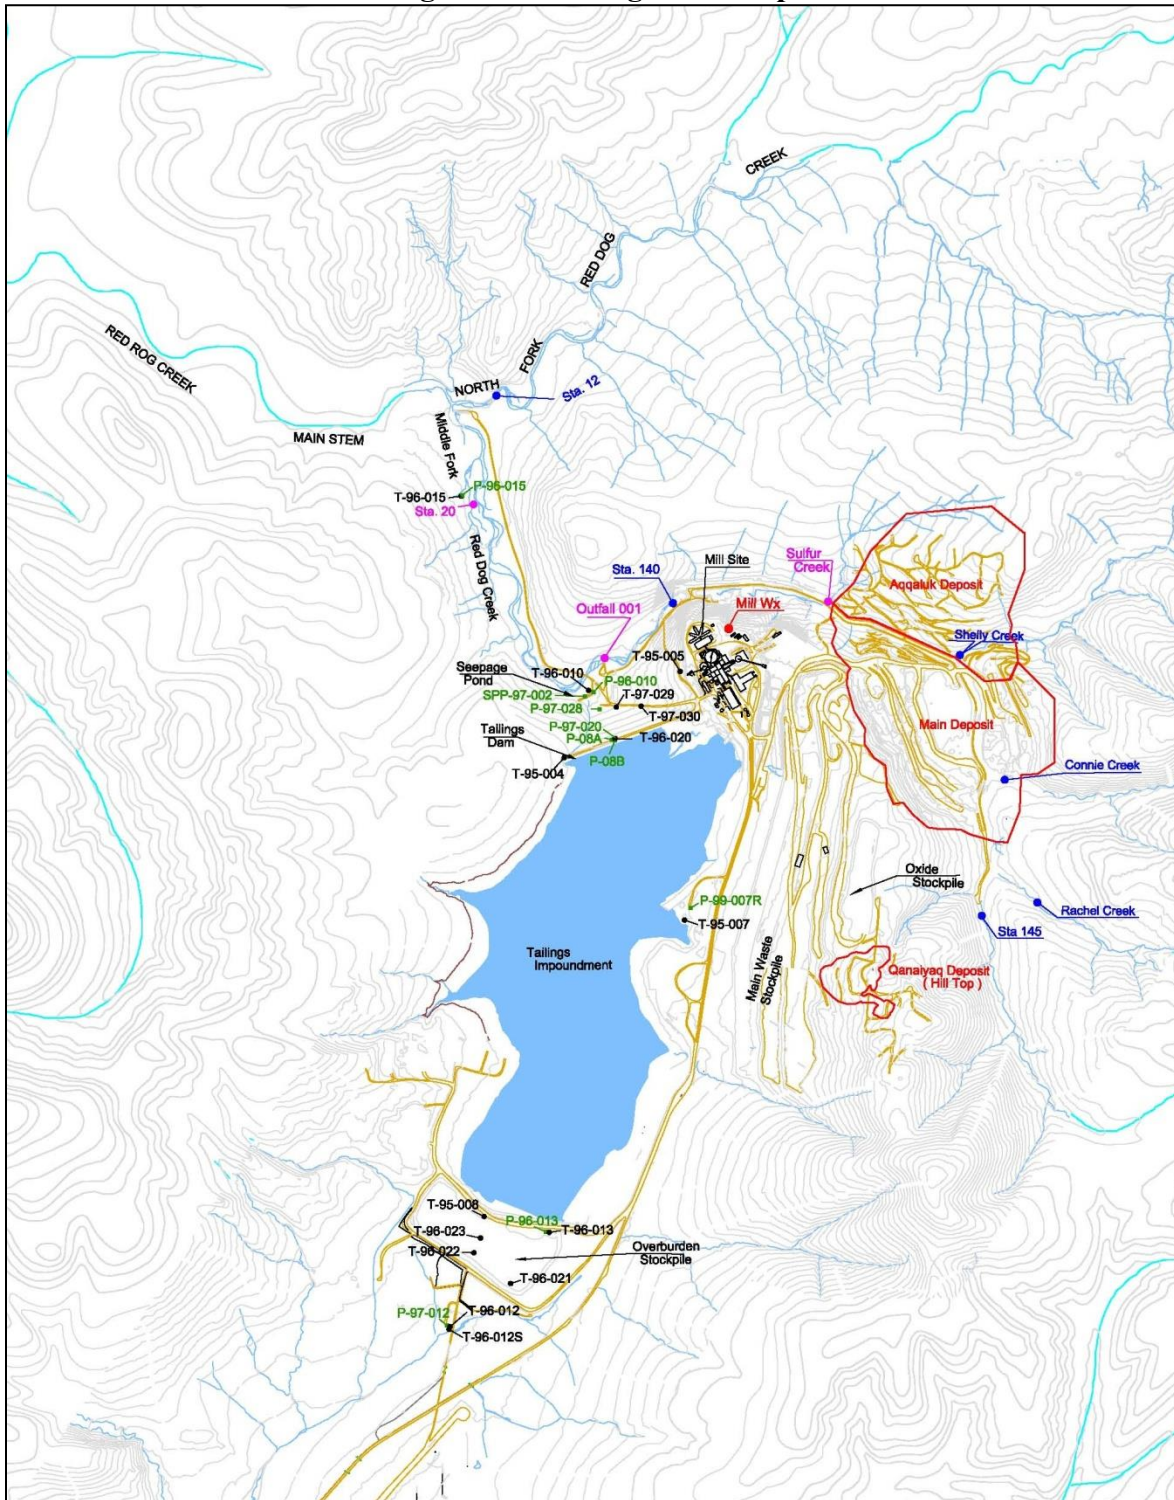 CREEK
RED DOG
FORK
NORTH
Sta. 12
RED ROG CREEK
MAIN STEM
Middle Fork
P-96-015
T-96-015
Sta. 20
Red Dog Creek
Sta. 140
Mill Site
Sulfur
Creek
Aqqaluk Deposit
Outfall 001
Mill Wx
Shelly Creek
T-95-005
Seepage
Pond
T-96-010
P-96-010
SPP-97-002
T-97-029
P-97-028
T-97-030
P-97-020
Tailings
Dam
P-08A
T-96-020
P-08B
T-95-004
Main Deposit
Connie Creek
Oxide
Stockpile
P-99-007R
T-95-007
Rachel Creek
Sta 145
Tailings
Impoundment
Main Waste
Stockpile
Qanaiyaq Deposit
( Hill Top )
T-95-008
P-96-013
T-96-013
T-96-023
T-96-022
Overburden
Stockpile
T-96-021
P-97-012
T-96-012
T-96-012S